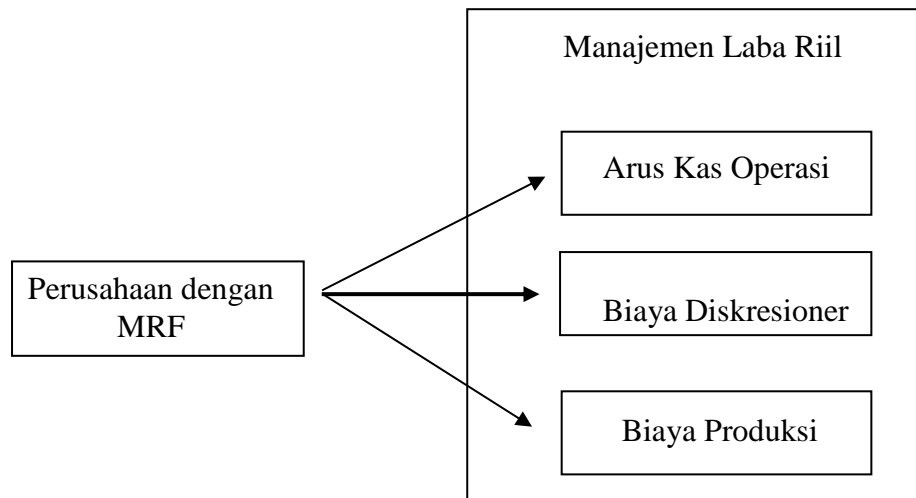 Manajemen Laba Riil
Arus Kas Operasi
Perusahaan dengan
MRF
Biaya Diskresioner
Biaya Produksi